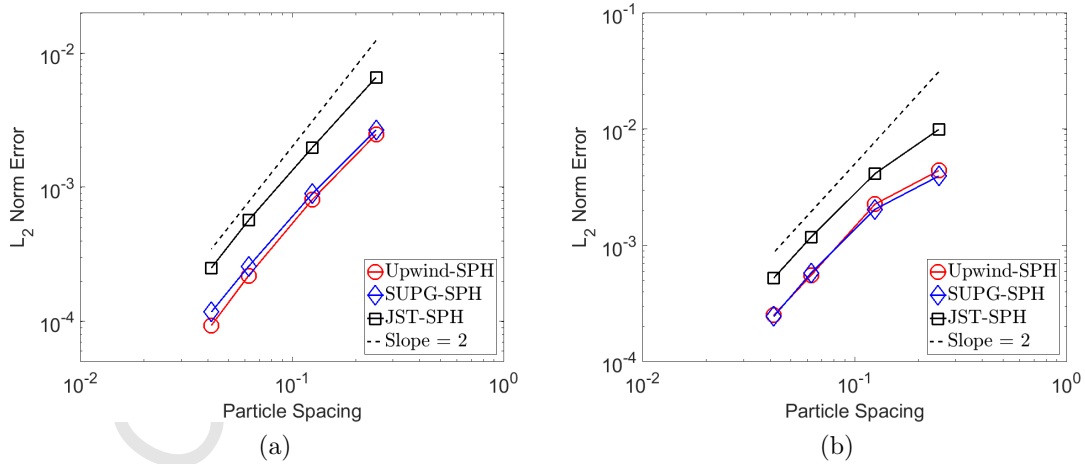 10^-2
10^-3
10^-4
L_2 Norm Error
Upwind-SPH
SUPG-SPH
JST-SPH
Slope = 2
10^-2
10^-1
10^0
Particle Spacing
(a)
10^-1
10^-2
10^-3
10^-4
L_2 Norm Error
Upwind-SPH
SUPG-SPH
JST-SPH
Slope = 2
10^-2
10^-1
10^0
Particle Spacing
(b)